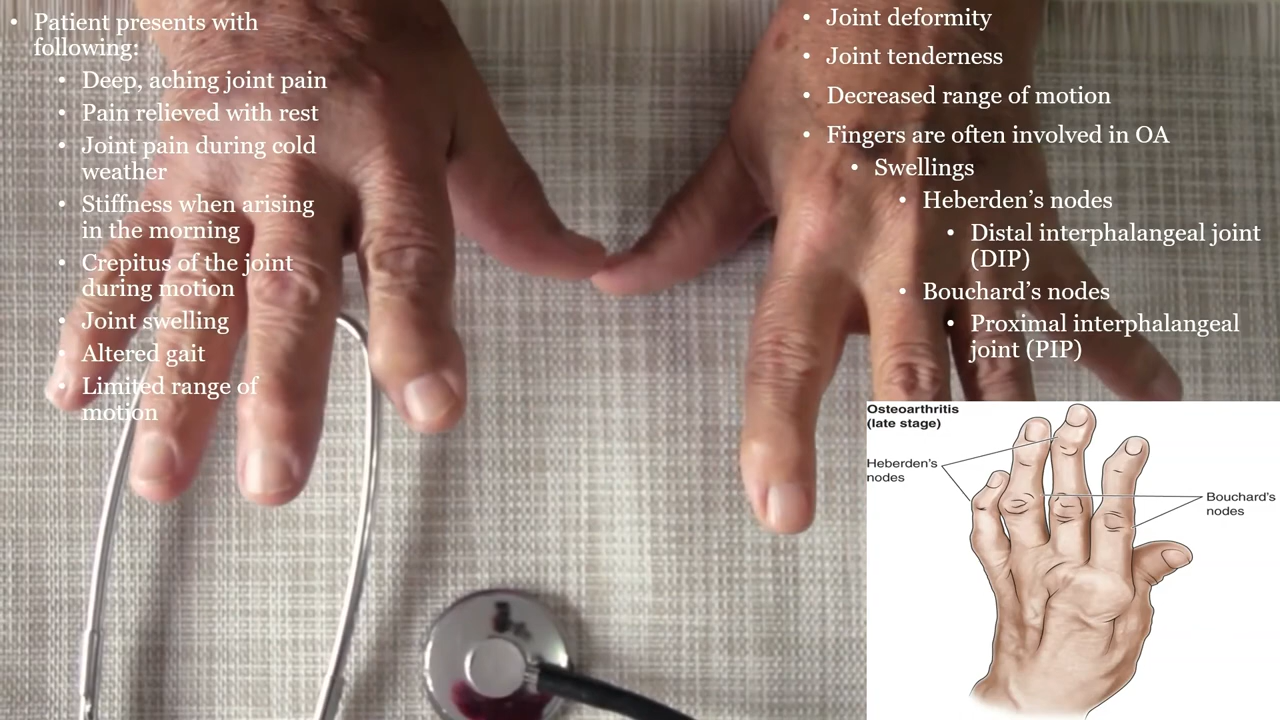 • Patient presents with
following:
• Deep, aching joint pain
• Pain relieved with rest
• Joint pain during cold
weather
• Stiffness when arising
in the morning
• Crepitus of the joint
during motion
• Joint swelling
• Altered gait
• Limited range of
motion
• Joint deformity
• Joint tenderness
• Decreased range of motion
• Fingers are often involved in OA
• Swellings
• Heberden’s nodes
• Distal interphalangeal joint
(DIP)
• Bouchard’s nodes
• Proximal interphalangeal
joint (PIP)
Osteoarthritis
(late stage)
Heberden's
nodes
Bouchard's
nodes